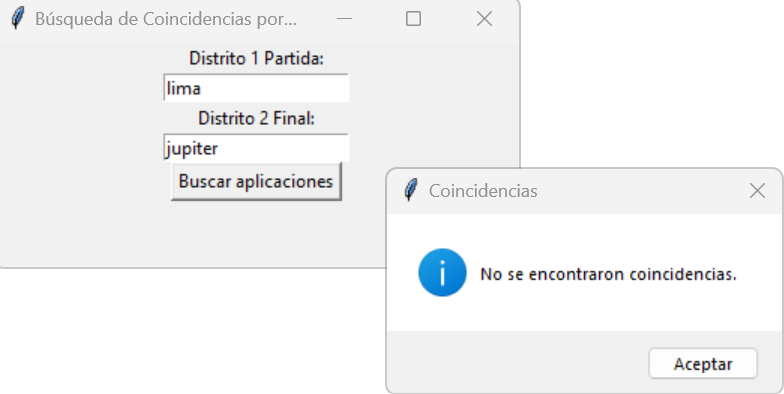 Búsqueda de Coincidencias por...
Distrito 1 Partida:
lima
Distrito 2 Final:
jupiter
Buscar aplicaciones
Coincidencias
No se encontraron coincidencias.
Aceptar